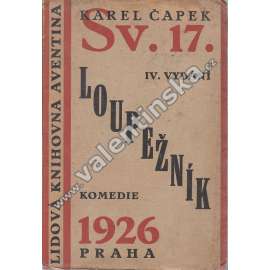 KAREL ČAPEK
Sv. 17.
IV. VYDÁNÍ
LOUPEŽNÍK
KOMEDIE
1926
PRAHA
LIDOVÁ KNIHOVNA AVENTINA
www.valentinska.cz